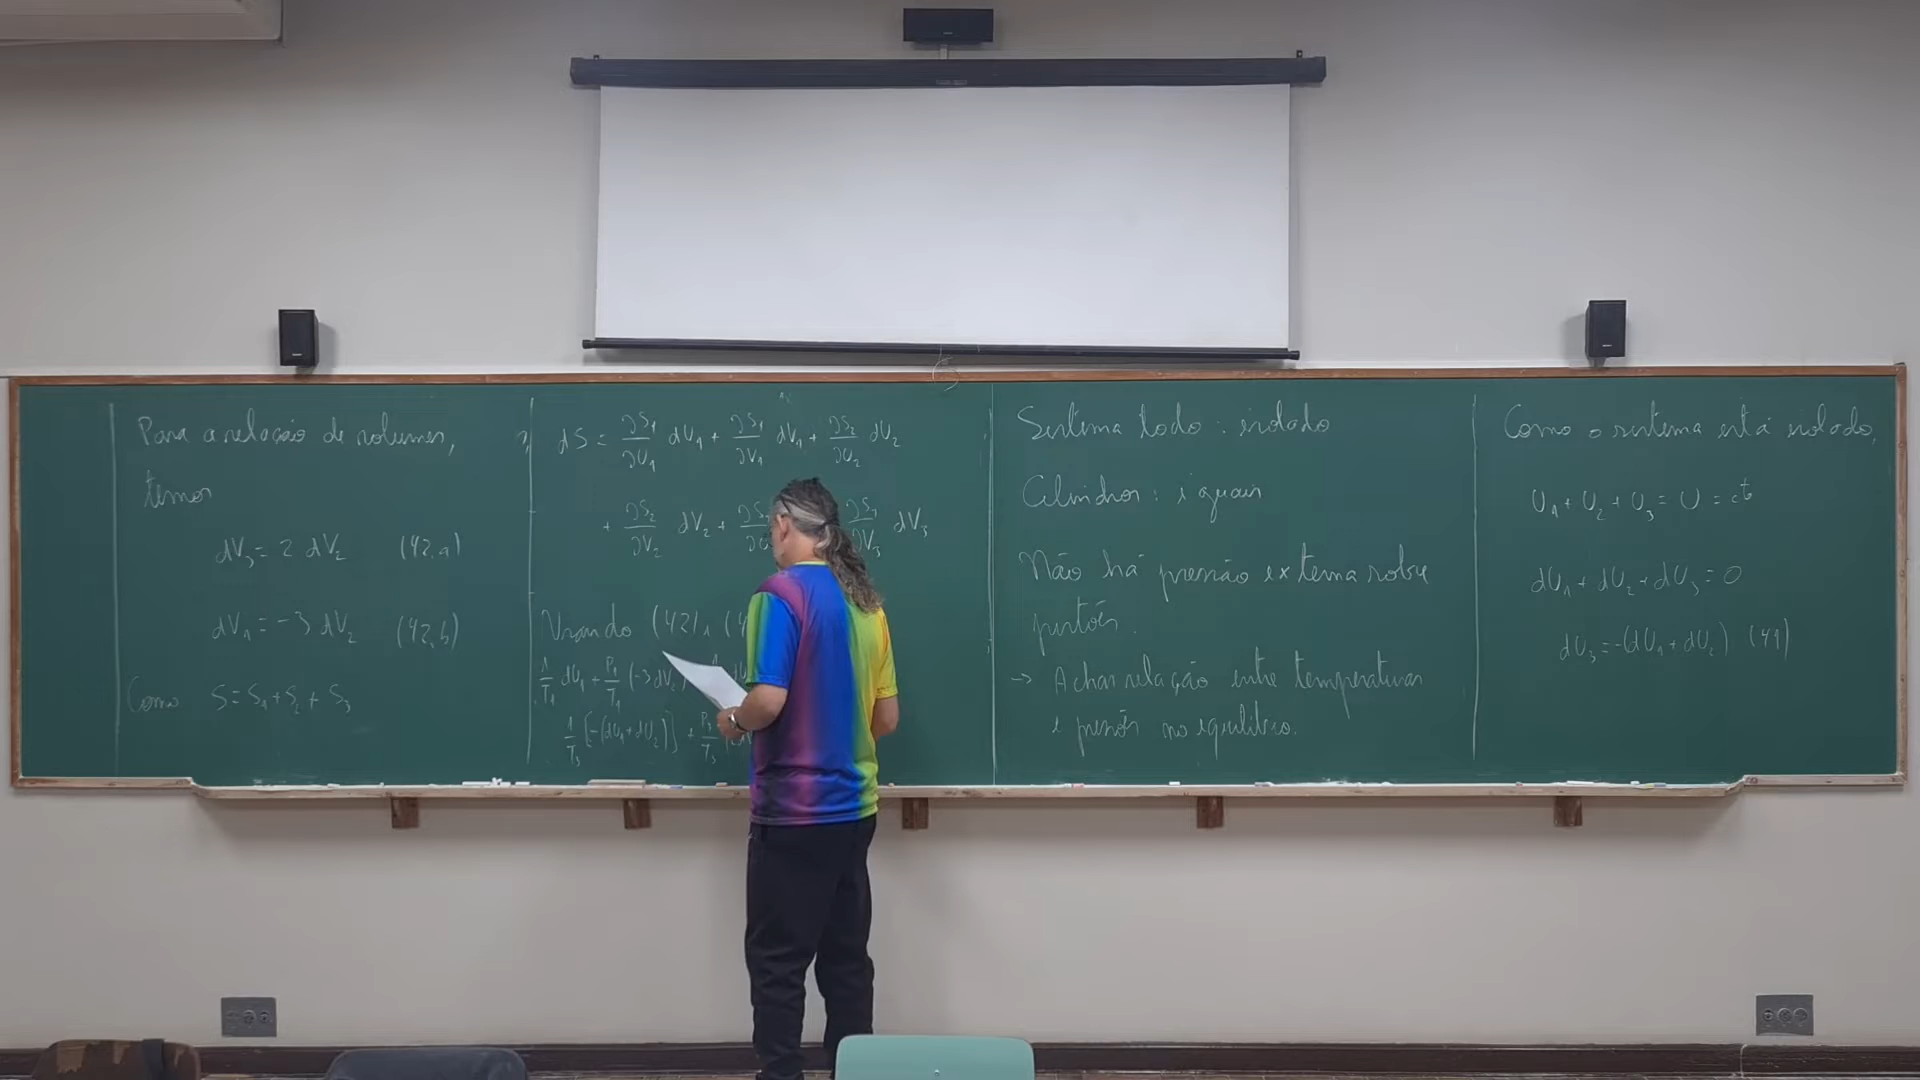 Para a relação de volumes,
temos
dV₃ = 2 dV₂ (42,a)
dV₁ = -3 dV₂ (42,b)
Como S = S₁ + S₂ + S₃
dS = ∂S₁/∂U₁ dU₁ + ∂S₁/∂V₁ dV₁ + ∂S₂/∂U₂ dU₂
+ ∂S₂/∂V₂ dV₂ + dV₃
Usando (42),
1/T₁ dU₁ + P₁/T₁ (-3dV₂)
1/T₃ [-(dU₁+dU₂)] + P₃/T₃
Sistema todo : isolado
Cilindros : iguais
Não há pressão externa sobre
pistões.
→ Achar relação entre temperaturas
e pressões no equilíbrio.
Como o sistema está isolado,
U₁ + U₂ + U₃ = U = cᵗᵉ
dU₁ + dU₂ + dU₃ = 0
dU₃ = -(dU₁ + dU₂) (41)